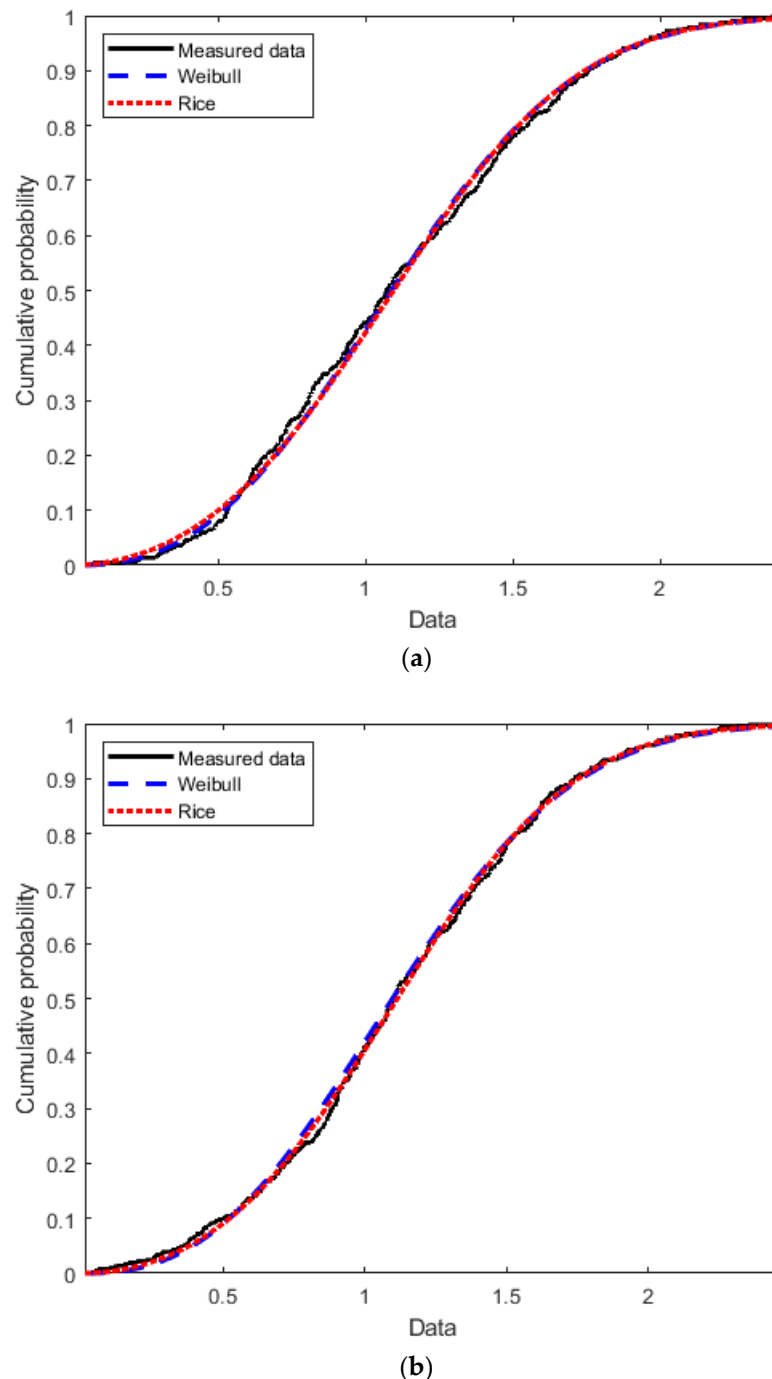 1
0.9
0.8
0.7
0.6
0.5
0.4
0.3
0.2
0.1
0
Cumulative probability
Measured data
Weibull
Rice
0.5 1 1.5 2
Data
(a)
1
0.9
0.8
0.7
0.6
0.5
0.4
0.3
0.2
0.1
0
Cumulative probability
Measured data
Weibull
Rice
0.5 1 1.5 2
Data
(b)